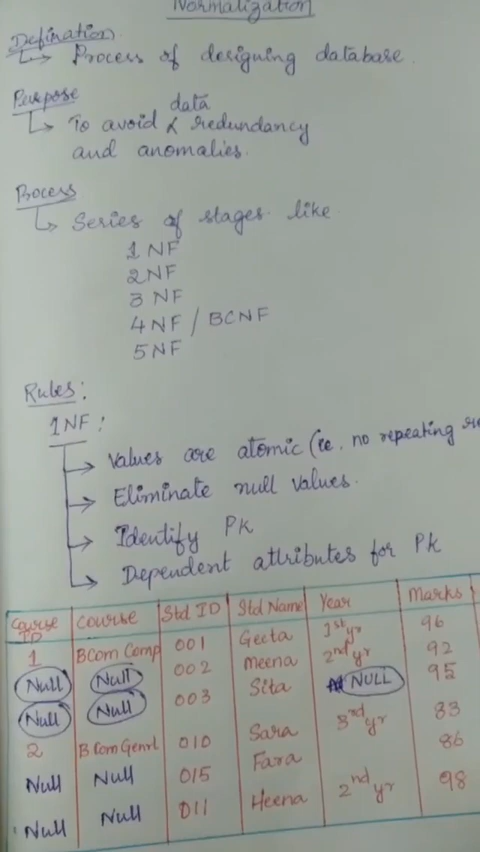 Normalization
Defination
Process of designing database.
Purpose
data
To avoid ⁁ redundancy
and anomalies.
Process
Series of stages like.
1 NF
2 NF
3 NF
4 NF / BCNF
5 NF
Rules:
1NF:
Values are atomic (ie. no repeating
Eliminate null values.
Identify Pk
Dependent attributes for Pk
Course ID Course Std ID Std Name Year Marks
1 BCom Comp 001 Geeta 1st yr 96
Null Null 002 Meena 2nd yr 92
Null Null 003 Sita NULL 95
2 BCom Genrl 010 Sara 3rd yr 83
Null Null 015 Fara 86
Null Null 011 Heena 2nd yr 98